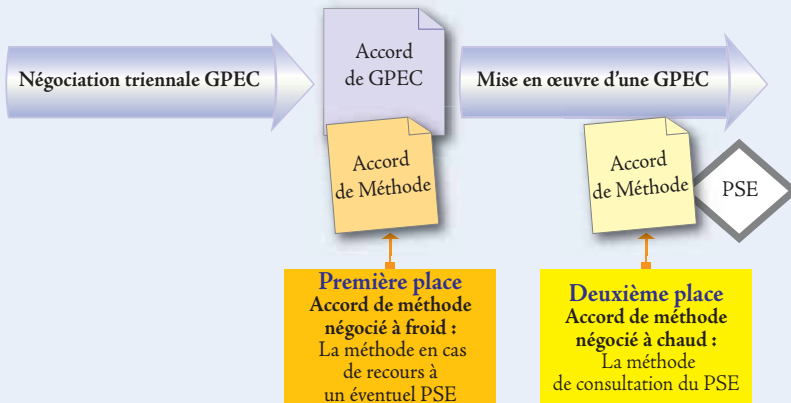 Négociation triennale GPEC
Accord
de GPEC
Mise en œuvre d'une GPEC
Accord
de Méthode
Accord
de Méthode
PSE
Première place
Accord de méthode
négocié à froid :
La méthode en cas
de recours à
un éventuel PSE
Deuxième place
Accord de méthode
négocié à chaud :
La méthode
de consultation du PSE